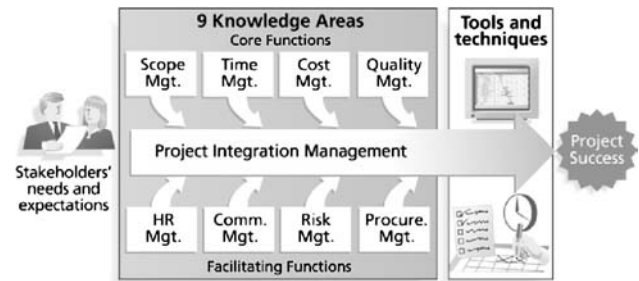 9 Knowledge Areas
Core Functions
Scope Mgt.
Time Mgt.
Cost Mgt.
Quality Mgt.
Tools and
techniques
Stakeholders'
needs and
expectations
Project Integration Management
Project
Success
HR Mgt.
Comm. Mgt.
Risk Mgt.
Procure. Mgt.
Facilitating Functions